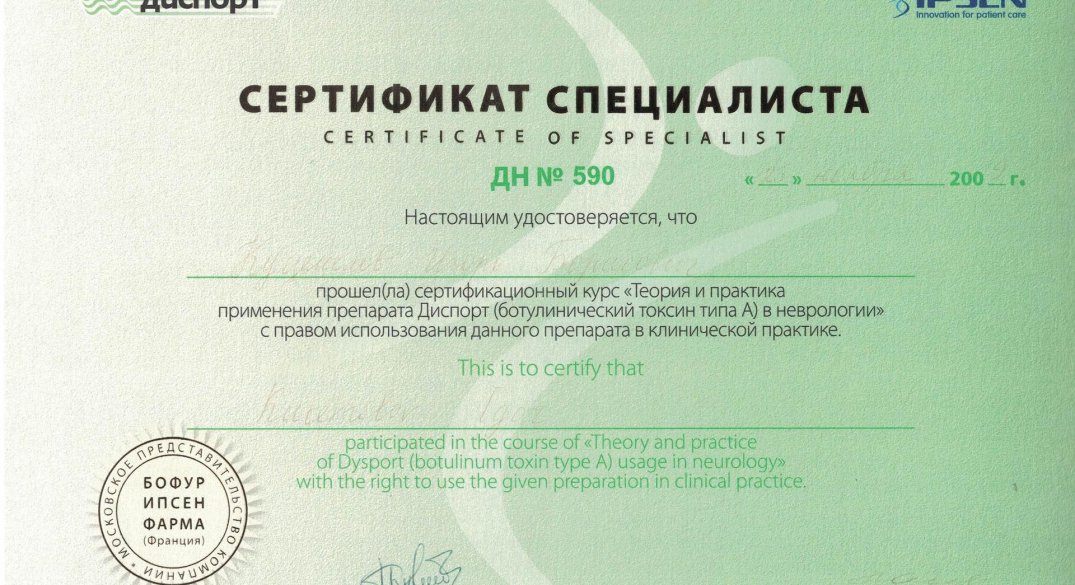 диспорт
IPSEN
Innovation for patient care
СЕРТИФИКАТ СПЕЦИАЛИСТА
CERTIFICATE OF SPECIALIST
ДН № 590
« » ноября 2009 г.
Настоящим удостоверяется, что
прошел(ла) сертификационный курс «Теория и практика
применения препарата Диспорт (ботулинический токсин типа А) в неврологии»
с правом использования данного препарата в клинической практике.
This is to certify that
participated in the course of «Theory and practice
of Dysport (botulinum toxin type A) usage in neurology»
with the right to use the given preparation in clinical practice.
МОСКОВСКОЕ ПРЕДСТАВИТЕЛЬСТВО КОМПАНИИ
БОФУР
ИПСЕН
ФАРМА
(Франция)